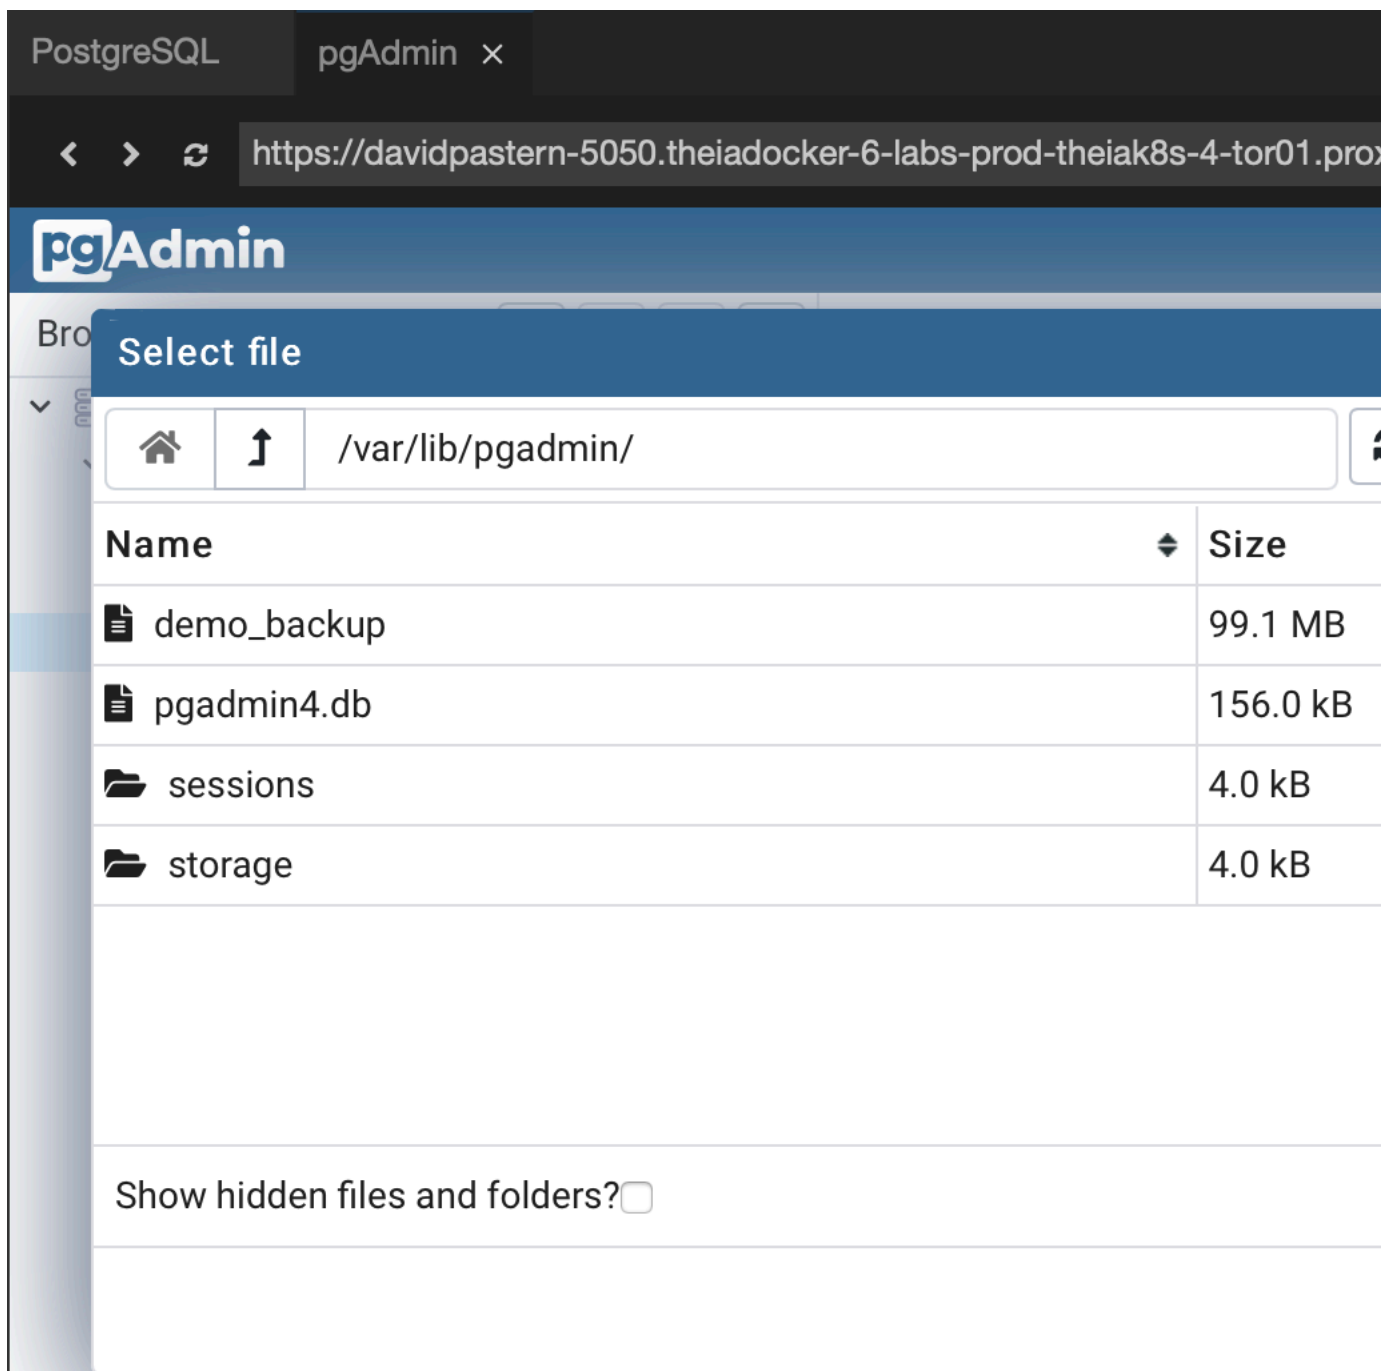 PostgreSQL pgAdmin
https://davidpastern-5050.theiadocker-6-labs-prod-theiak8s-4-tor01.prox
pgAdmin
Bro
Select file
/var/lib/pgadmin/
Name Size
demo_backup 99.1 MB
pgadmin4.db 156.0 kB
sessions 4.0 kB
storage 4.0 kB
Show hidden files and folders?